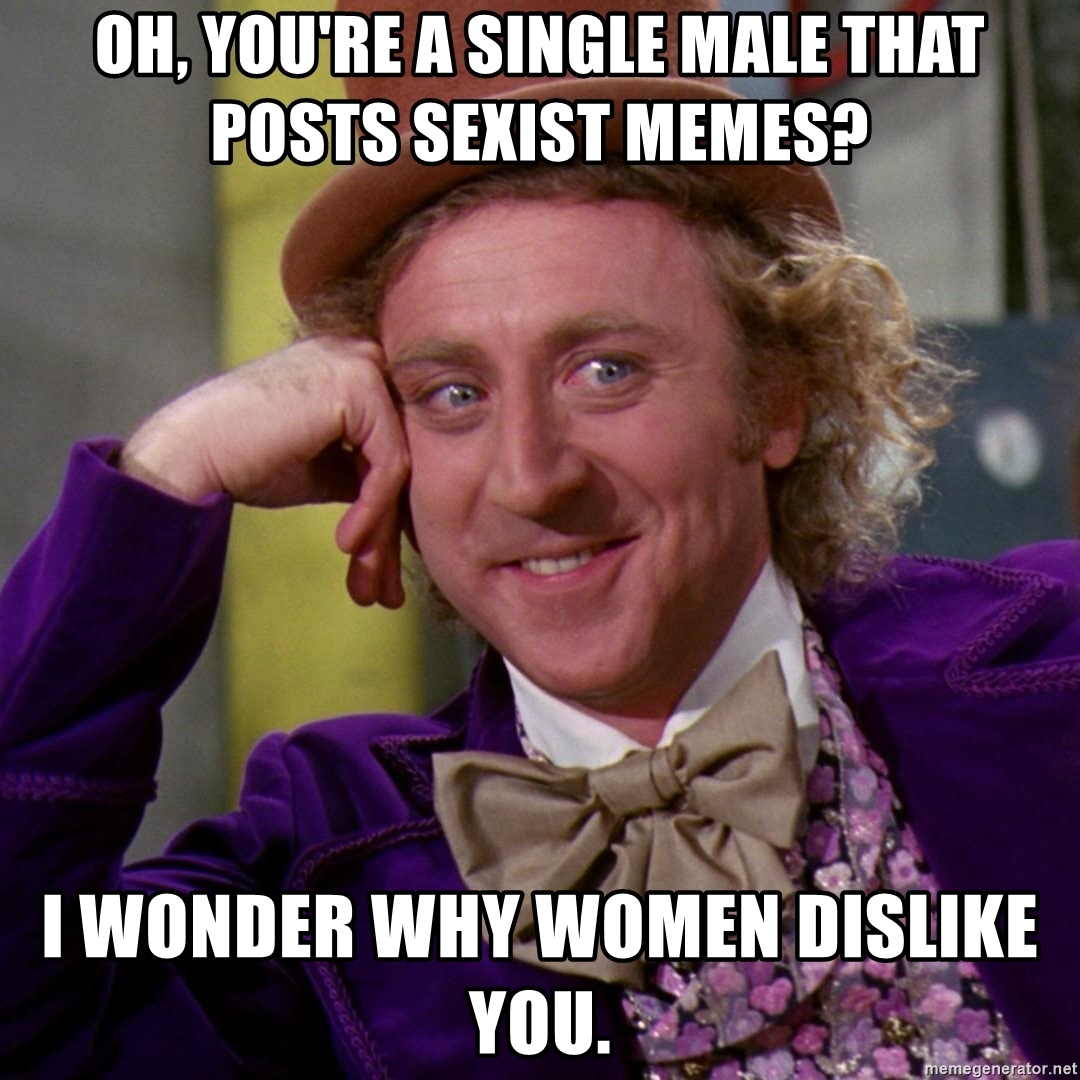 OH, YOU'RE A SINGLE MALE THAT
POSTS SEXIST MEMES?
I WONDER WHY WOMEN DISLIKE
YOU.
memegenerator.net